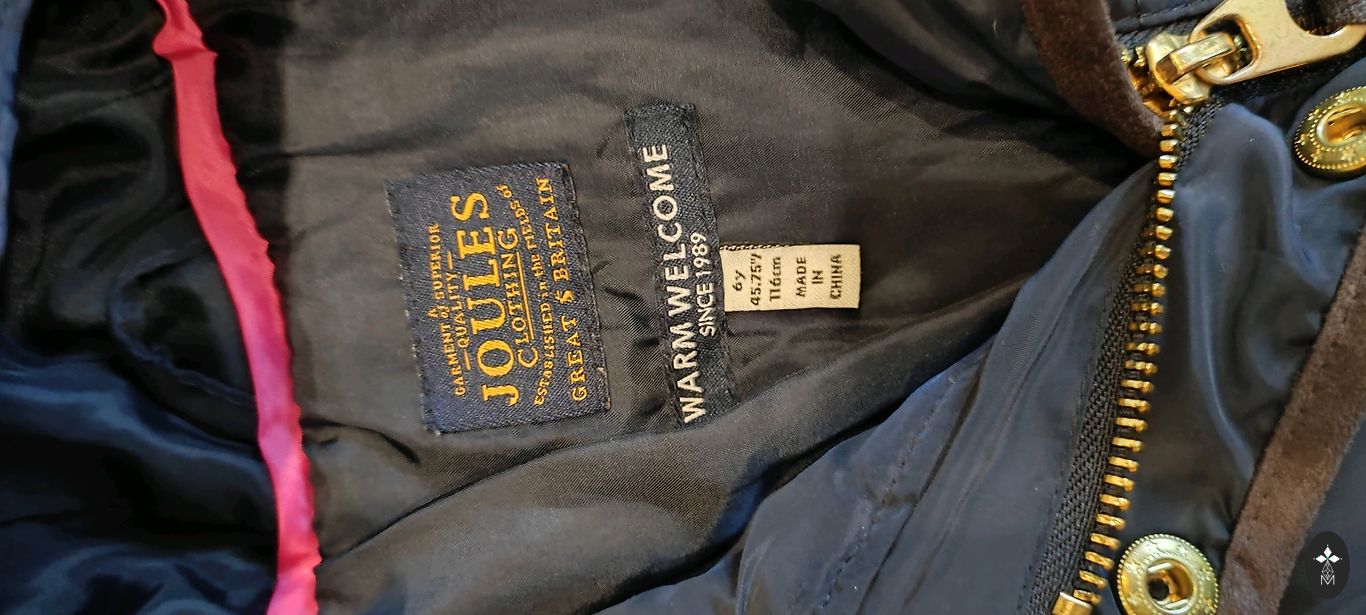 A
GARMENT OF SUPERIOR
QUALITY
JOULES
CLOTHING
ESTABLISHED in the FIELDS of
GREAT & BRITAIN
WARM WELCOME
SINCE 1989
6y
45.75"
116cm
MADE
IN
CHINA
M